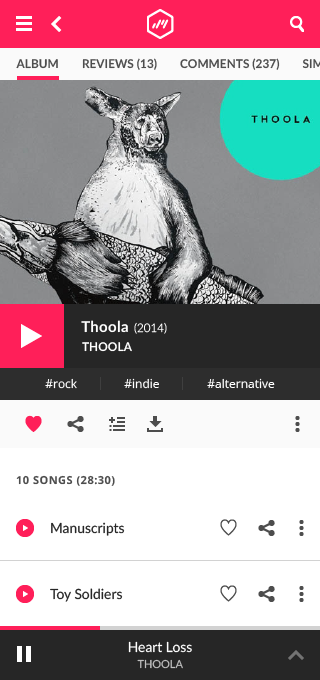 ALBUM REVIEWS (13) COMMENTS (237) SIM
THOOLA
Thoola (2014)
THOOLA
#rock #indie #alternative
10 SONGS (28:30)
Manuscripts
Toy Soldiers
Heart Loss
THOOLA